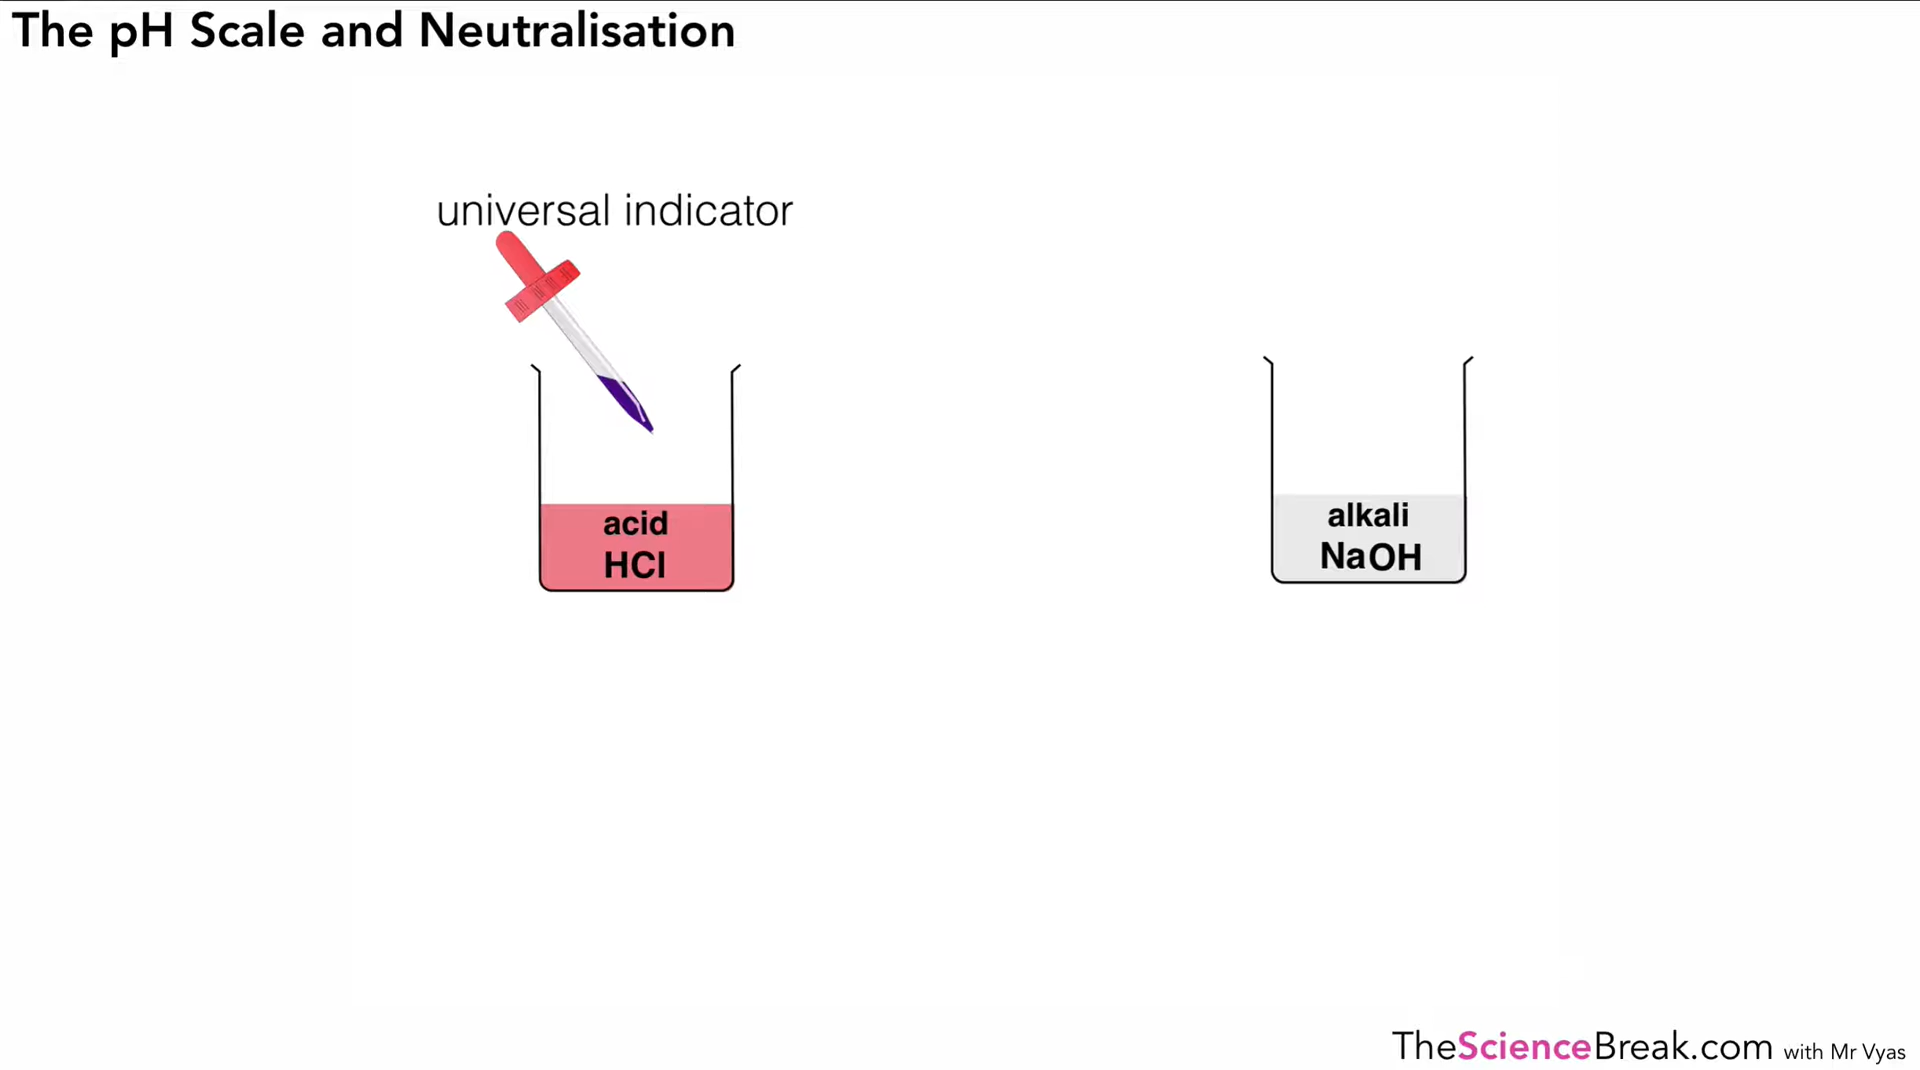 The pH Scale and Neutralisation
universal indicator
acid
HCl
alkali
NaOH
TheScienceBreak.com with Mr Vyas